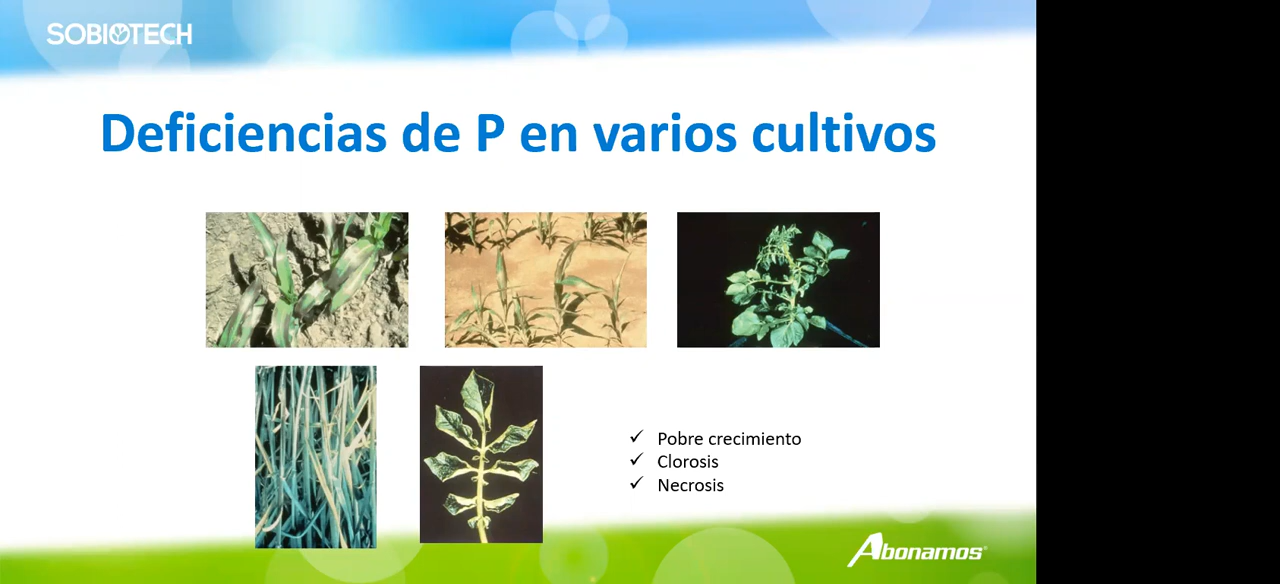 SOBIOTECH
Deficiencias de P en varios cultivos
✓ Pobre crecimiento
✓ Clorosis
✓ Necrosis
Abonamos®